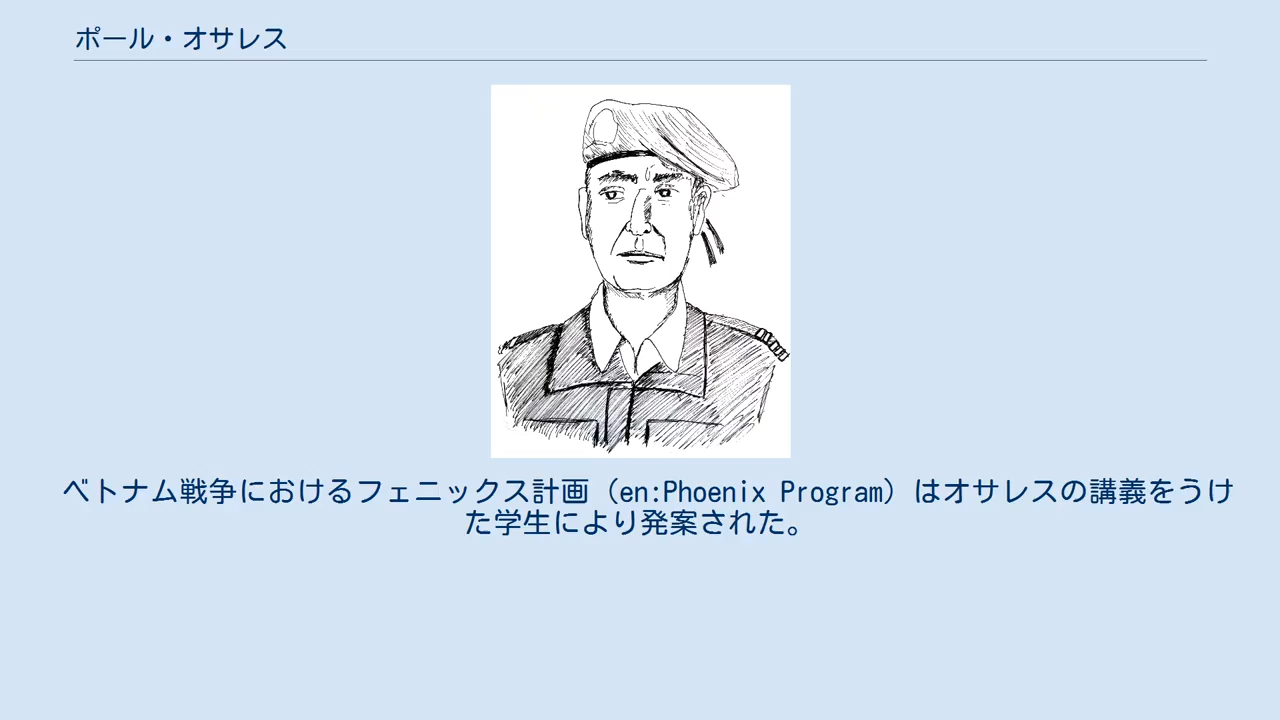 ポール・オサレス
ベトナム戦争におけるフェニックス計画（en:Phoenix Program）はオサレスの講義をうけ
た学生により発案された。